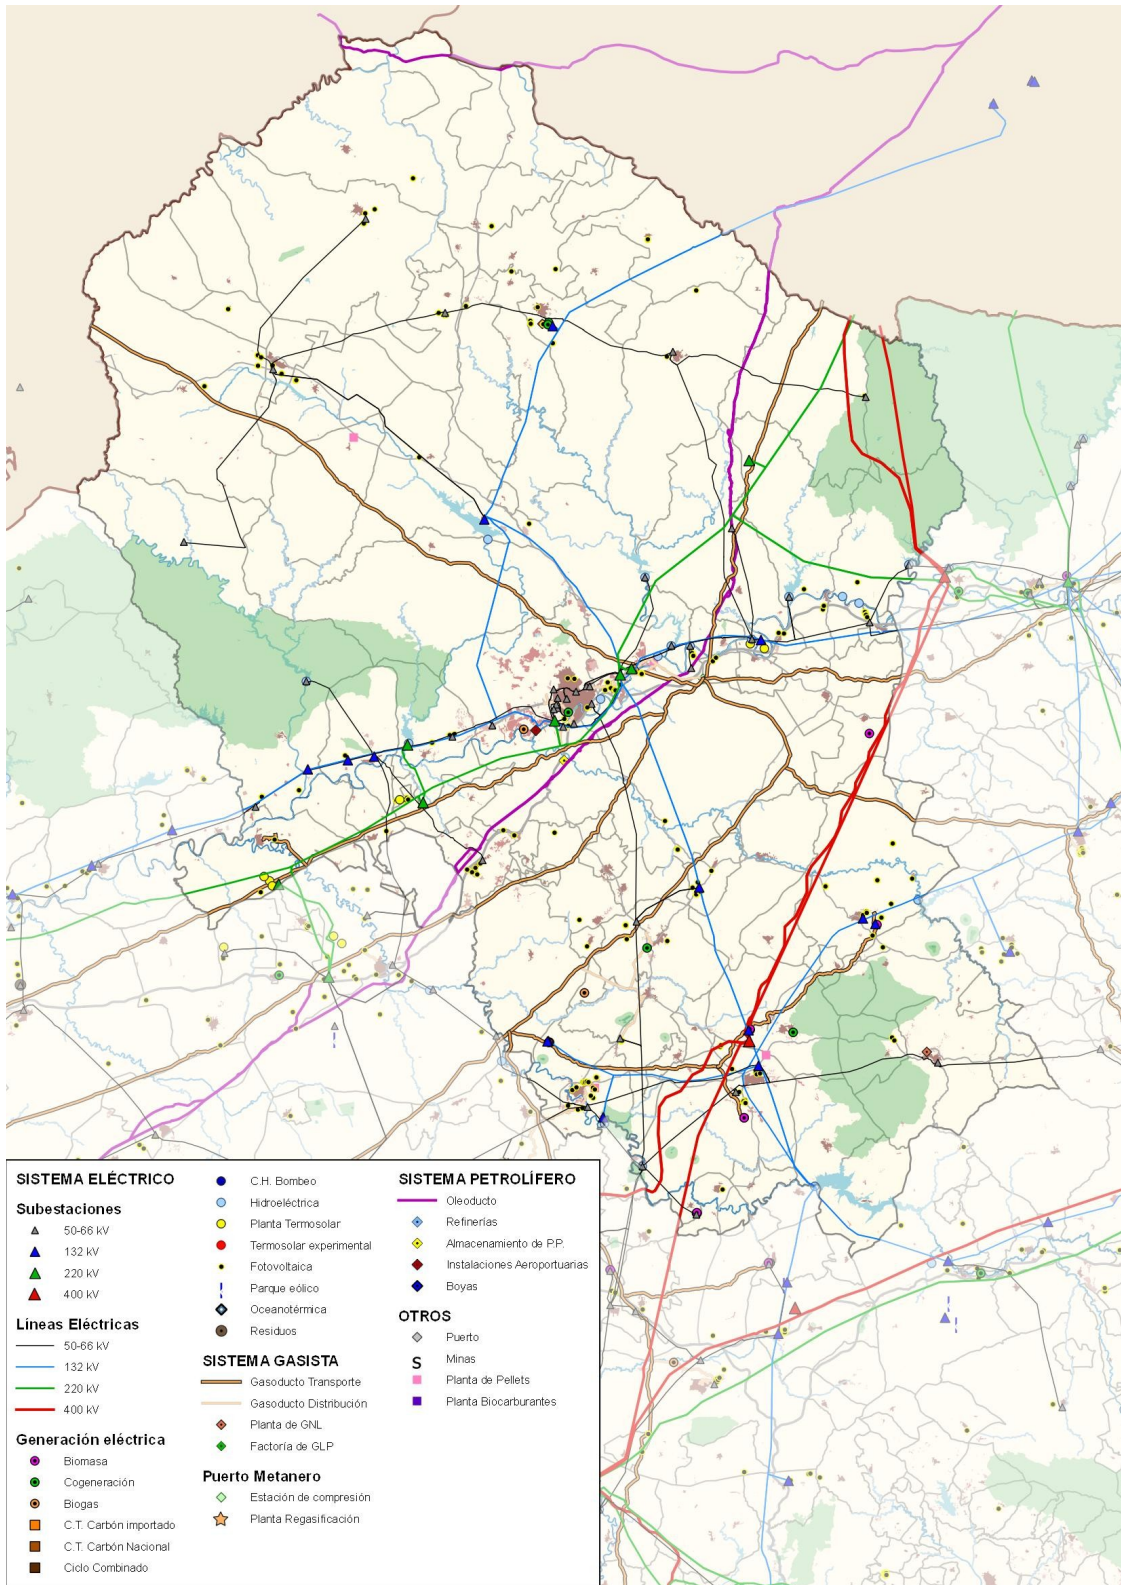 SISTEMA ELÉCTRICO
Subestaciones
50-66 kV
132 kV
220 kV
400 kV
Líneas Eléctricas
50-66 kV
132 kV
220 kV
400 kV
Generación eléctrica
Biomasa
Cogeneración
Biogas
C.T. Carbón importado
C.T. Carbón Nacional
Ciclo Combinado
C.H. Bombeo
Hidroeléctrica
Planta Termosolar
Termosolar experimental
Fotovoltaica
Parque eólico
Oceanotérmica
Residuos
SISTEMA GASISTA
Gasoducto Transporte
Gasoducto Distribución
Planta de GNL
Factoría de GLP
Puerto Metanero
Estación de compresión
Planta Regasificación
SISTEMA PETROLÍFERO
Oleoducto
Refinerías
Almacenamiento de P.P.
Instalaciones Aeroportuarias
Boyas
OTROS
Puerto
S Minas
Planta de Pellets
Planta Biocarburantes